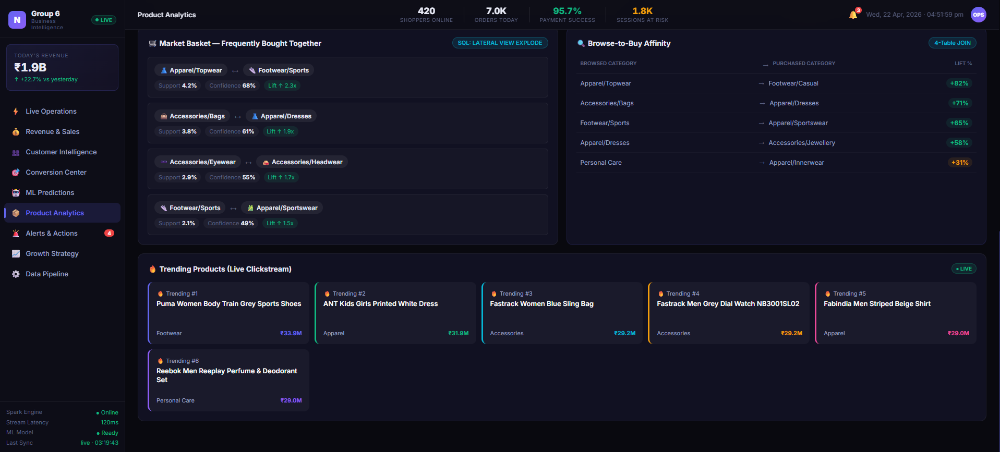 N
Group 6
Business
Intelligence
LIVE
TODAY'S REVENUE
₹1.9B
↑ +22.7% vs yesterday
Live Operations
Revenue & Sales
Customer Intelligence
Conversion Center
ML Predictions
Product Analytics
Alerts & Actions 4
Growth Strategy
Data Pipeline
Spark Engine Online
Stream Latency 120ms
ML Model Ready
Last Sync live · 03:19:43
Product Analytics
420
SHOPPERS ONLINE
7.0K
ORDERS TODAY
95.7%
PAYMENT SUCCESS
1.8K
SESSIONS AT RISK
3
Wed, 22 Apr, 2026 · 04:51:59 pm
OPS
Market Basket — Frequently Bought Together
SQL: LATERAL VIEW EXPLODE
Apparel/Topwear ↔ Footwear/Sports
Support 4.2% Confidence 68% Lift ↑ 2.3x
Accessories/Bags ↔ Apparel/Dresses
Support 3.8% Confidence 61% Lift ↑ 1.9x
Accessories/Eyewear ↔ Accessories/Headwear
Support 2.9% Confidence 55% Lift ↑ 1.7x
Footwear/Sports ↔ Apparel/Sportswear
Support 2.1% Confidence 49% Lift ↑ 1.5x
Browse-to-Buy Affinity
4-Table JOIN
BROWSED CATEGORY → PURCHASED CATEGORY LIFT %
Apparel/Topwear → Footwear/Casual +82%
Accessories/Bags → Apparel/Dresses +71%
Footwear/Sports → Apparel/Sportswear +65%
Apparel/Dresses → Accessories/Jewellery +58%
Personal Care → Apparel/Innerwear +31%
Trending Products (Live Clickstream)
LIVE
Trending #1
Puma Women Body Train Grey Sports Shoes
Footwear ₹33.9M
Trending #2
ANT Kids Girls Printed White Dress
Apparel ₹31.9M
Trending #3
Fastrack Women Blue Sling Bag
Accessories ₹29.2M
Trending #4
Fastrack Men Grey Dial Watch NB3001SL02
Accessories ₹29.2M
Trending #5
Fabindia Men Striped Beige Shirt
Apparel ₹29.0M
Trending #6
Reebok Men Reeplay Perfume & Deodorant
Set
Personal Care ₹29.0M